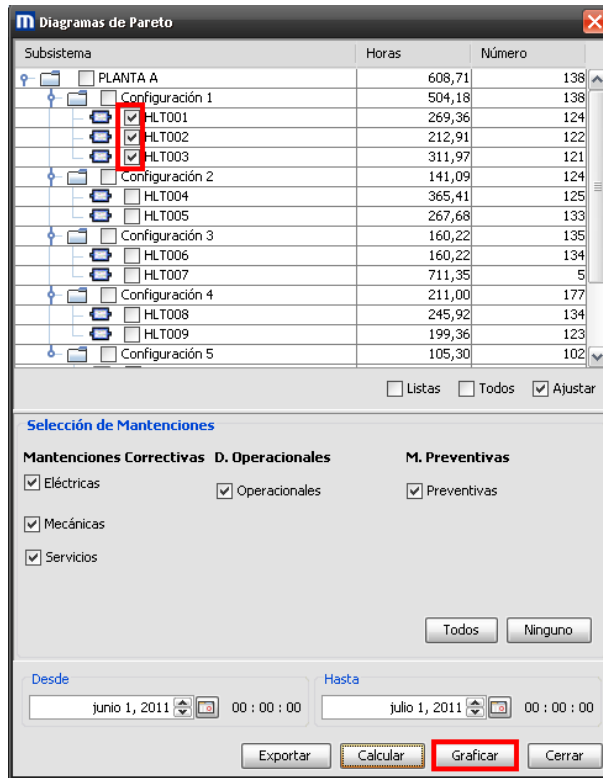 m Diagramas de Pareto
Subsistema Horas Número
PLANTA A 608,71 138
Configuración 1 504,18 138
HLT001 269,36 124
HLT002 212,91 122
HLT003 311,97 121
Configuración 2 141,09 124
HLT004 365,41 125
HLT005 267,68 133
Configuración 3 160,22 135
HLT006 160,22 134
HLT007 711,35 5
Configuración 4 211,00 177
HLT008 245,92 134
HLT009 199,36 123
Configuración 5 105,30 102
Listas Todos Ajustar
Selección de Mantenciones
Mantenciones Correctivas D. Operacionales M. Preventivas
Eléctricas Operacionales Preventivas
Mecánicas
Servicios
Todos Ninguno
Desde Hasta
junio 1, 2011 00 : 00 : 00 julio 1, 2011 00 : 00 : 00
Exportar Calcular Graficar Cerrar